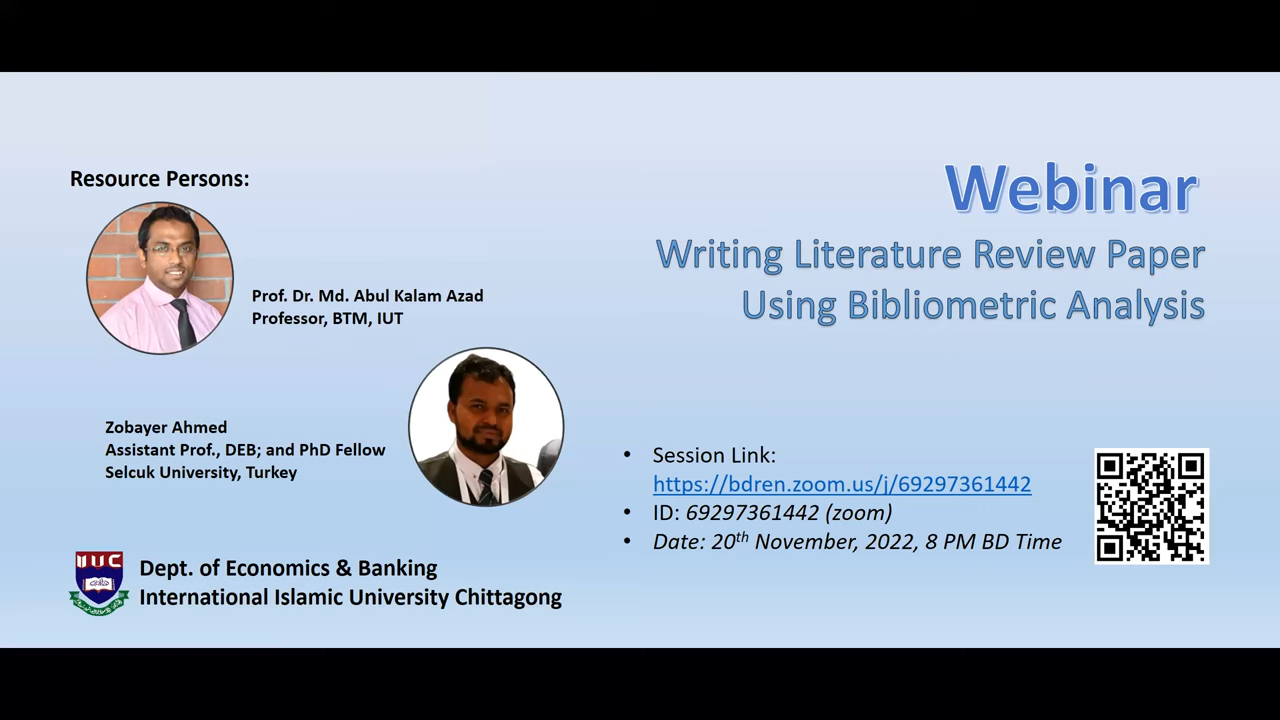 Resource Persons:
Prof. Dr. Md. Abul Kalam Azad
Professor, BTM, IUT
Zobayer Ahmed
Assistant Prof., DEB; and PhD Fellow
Selcuk University, Turkey
IIUC
Dept. of Economics & Banking
International Islamic University Chittagong
Webinar
Writing Literature Review Paper
Using Bibliometric Analysis
• Session Link:
https://bdren.zoom.us/j/69297361442
• ID: 69297361442 (zoom)
• Date: 20th November, 2022, 8 PM BD Time